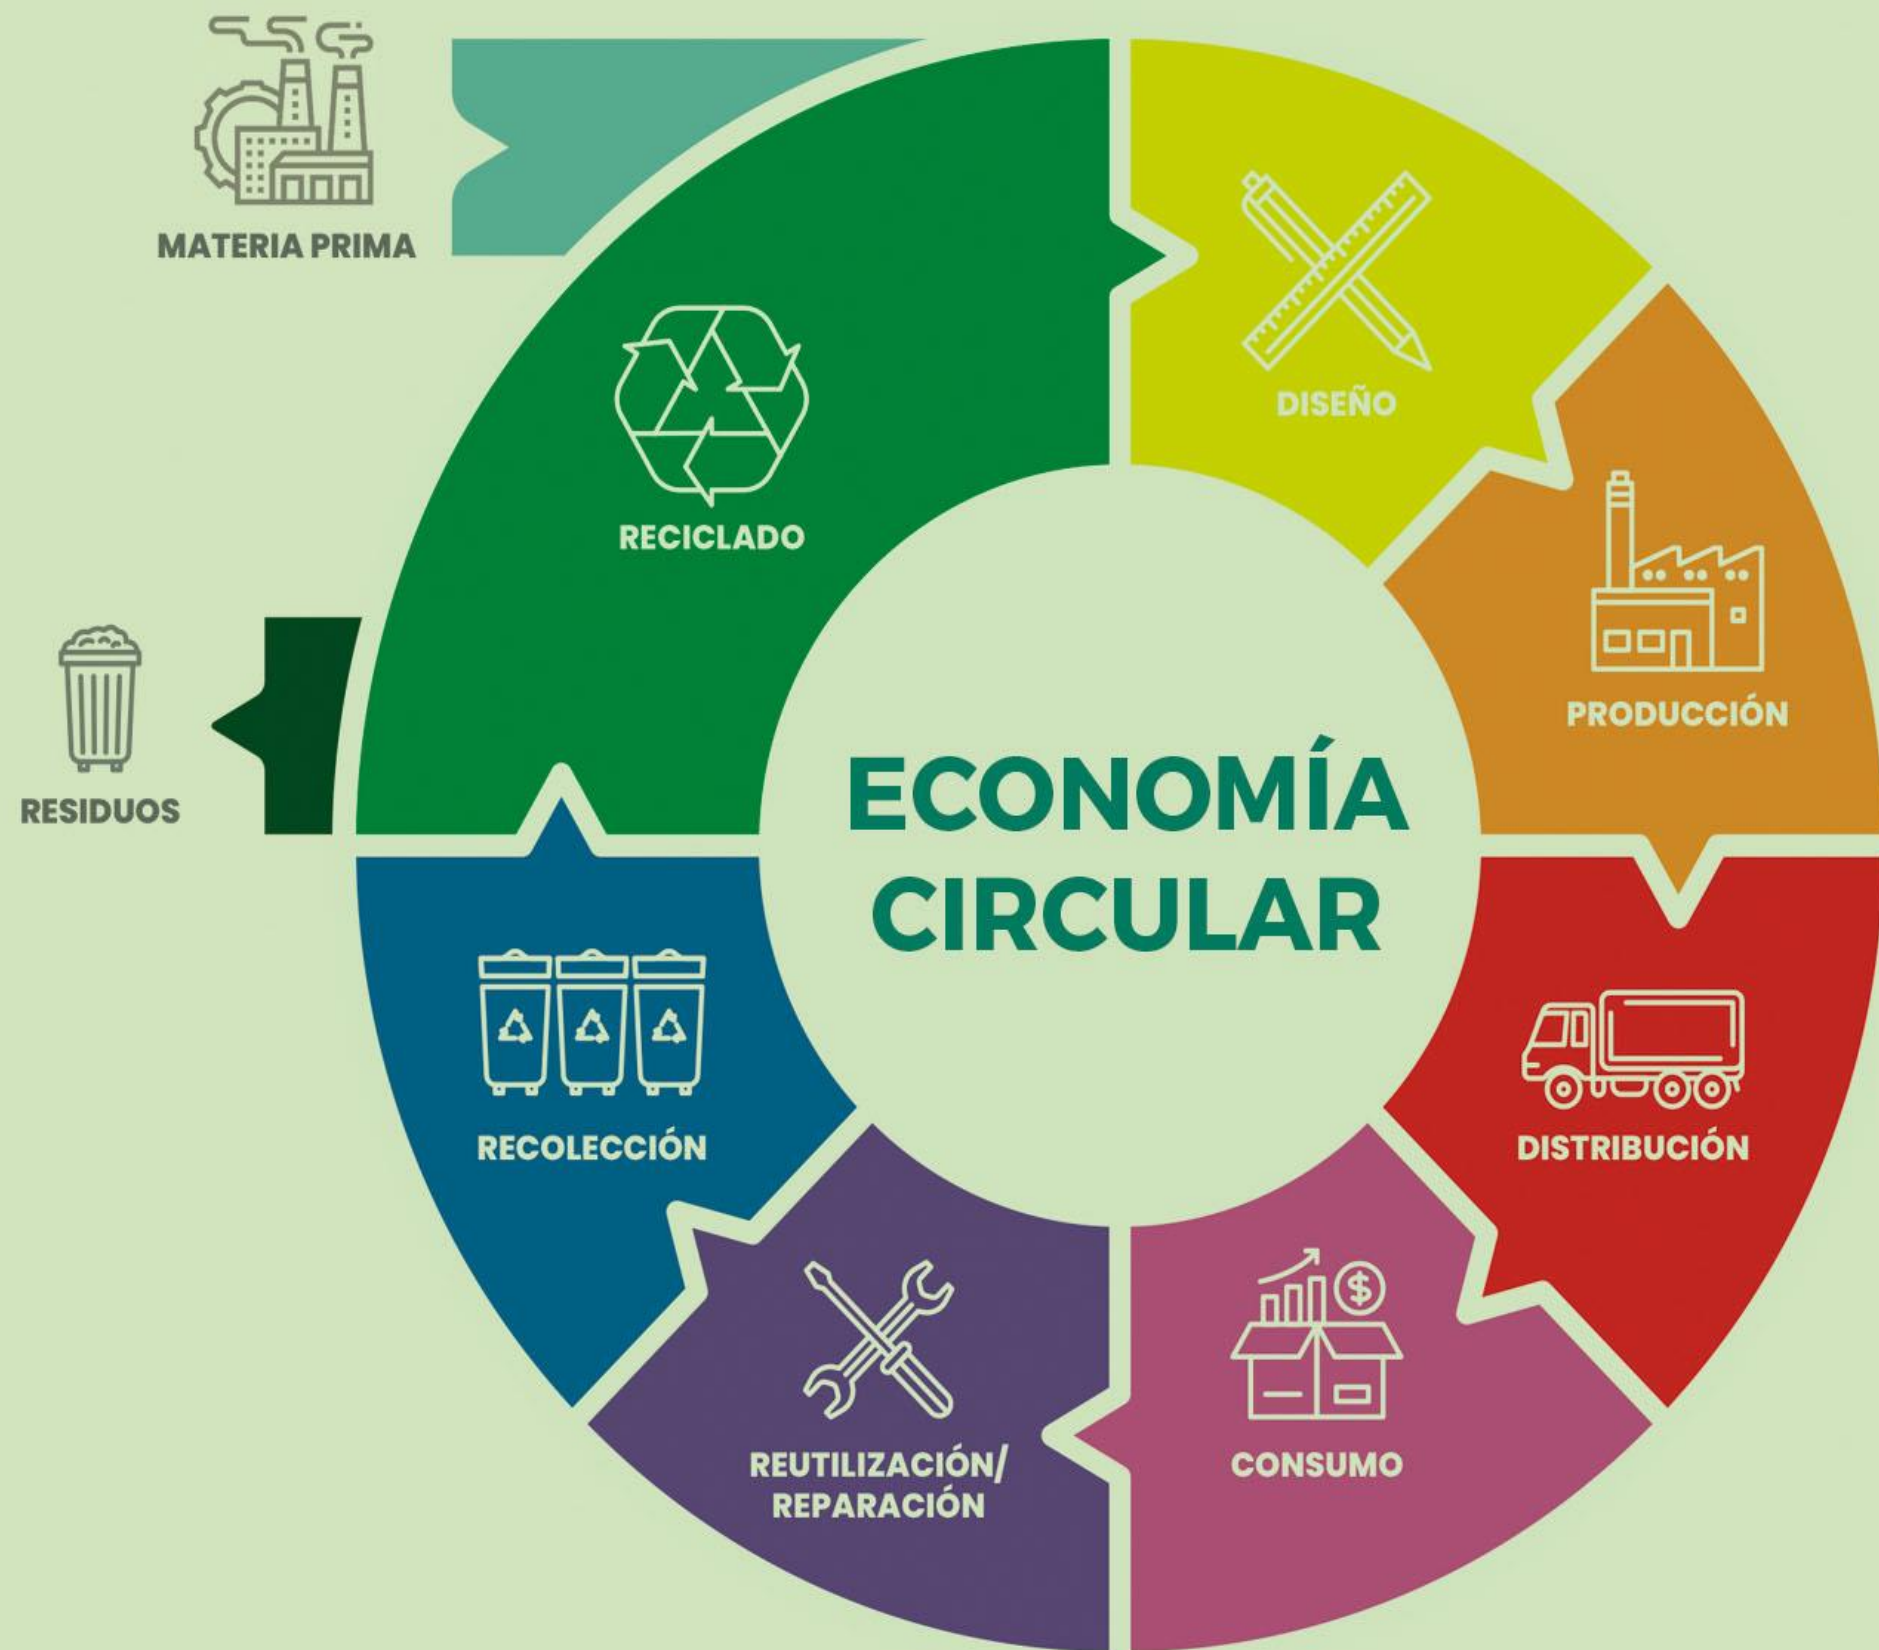 MATERIA PRIMA
DISEÑO
RECICLADO
PRODUCCIÓN
RESIDUOS
ECONOMÍA
CIRCULAR
RECOLECCIÓN
DISTRIBUCIÓN
$
REUTILIZACIÓN/
REPARACIÓN
CONSUMO